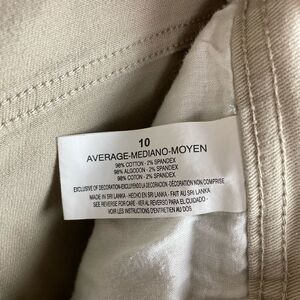 10
AVERAGE-MEDIANO-MOYEN
98% COTTON - 2% SPANDEX
98% ALGODON - 2% SPANDEX
98% COTON - 2% SPANDEX
EXCLUSIVE OF DECORATION-EXCLUYENDO LA DECORACION-DECORATION NON COMPRISE
MADE IN SRI LANKA - HECHO EN SRI LANKA - FAIT AU SRI LANKA
SEE REVERSE FOR CARE - VER AL REVERSO PARA EL CUIDADO -
VOIR LES INSTRUCTIONS D'ENTRETIEN AU DOS